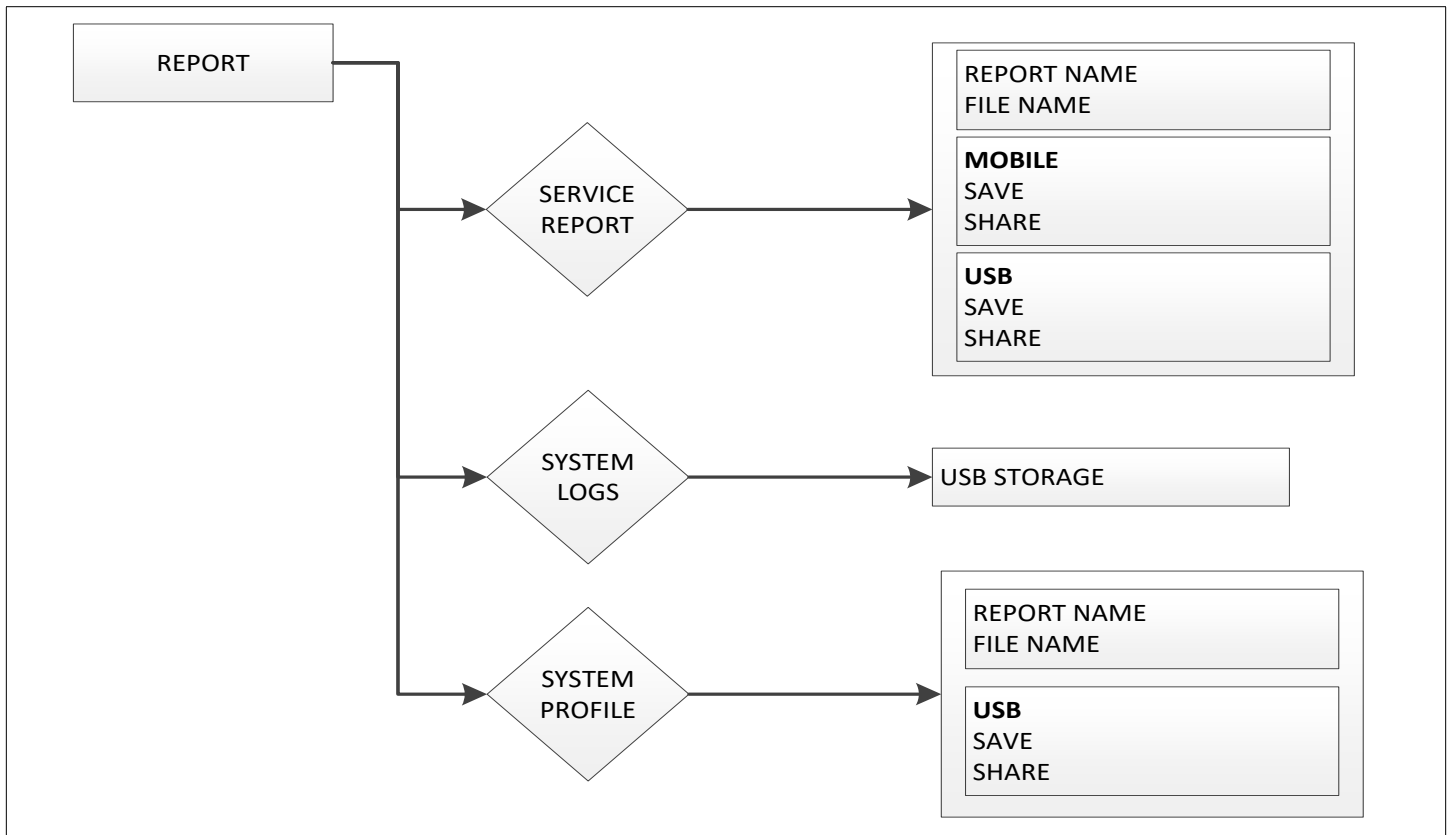 REPORT
SERVICE
REPORT
REPORT NAME
FILE NAME
MOBILE
SAVE
SHARE
USB
SAVE
SHARE
SYSTEM
LOGS
USB STORAGE
SYSTEM
PROFILE
REPORT NAME
FILE NAME
USB
SAVE
SHARE